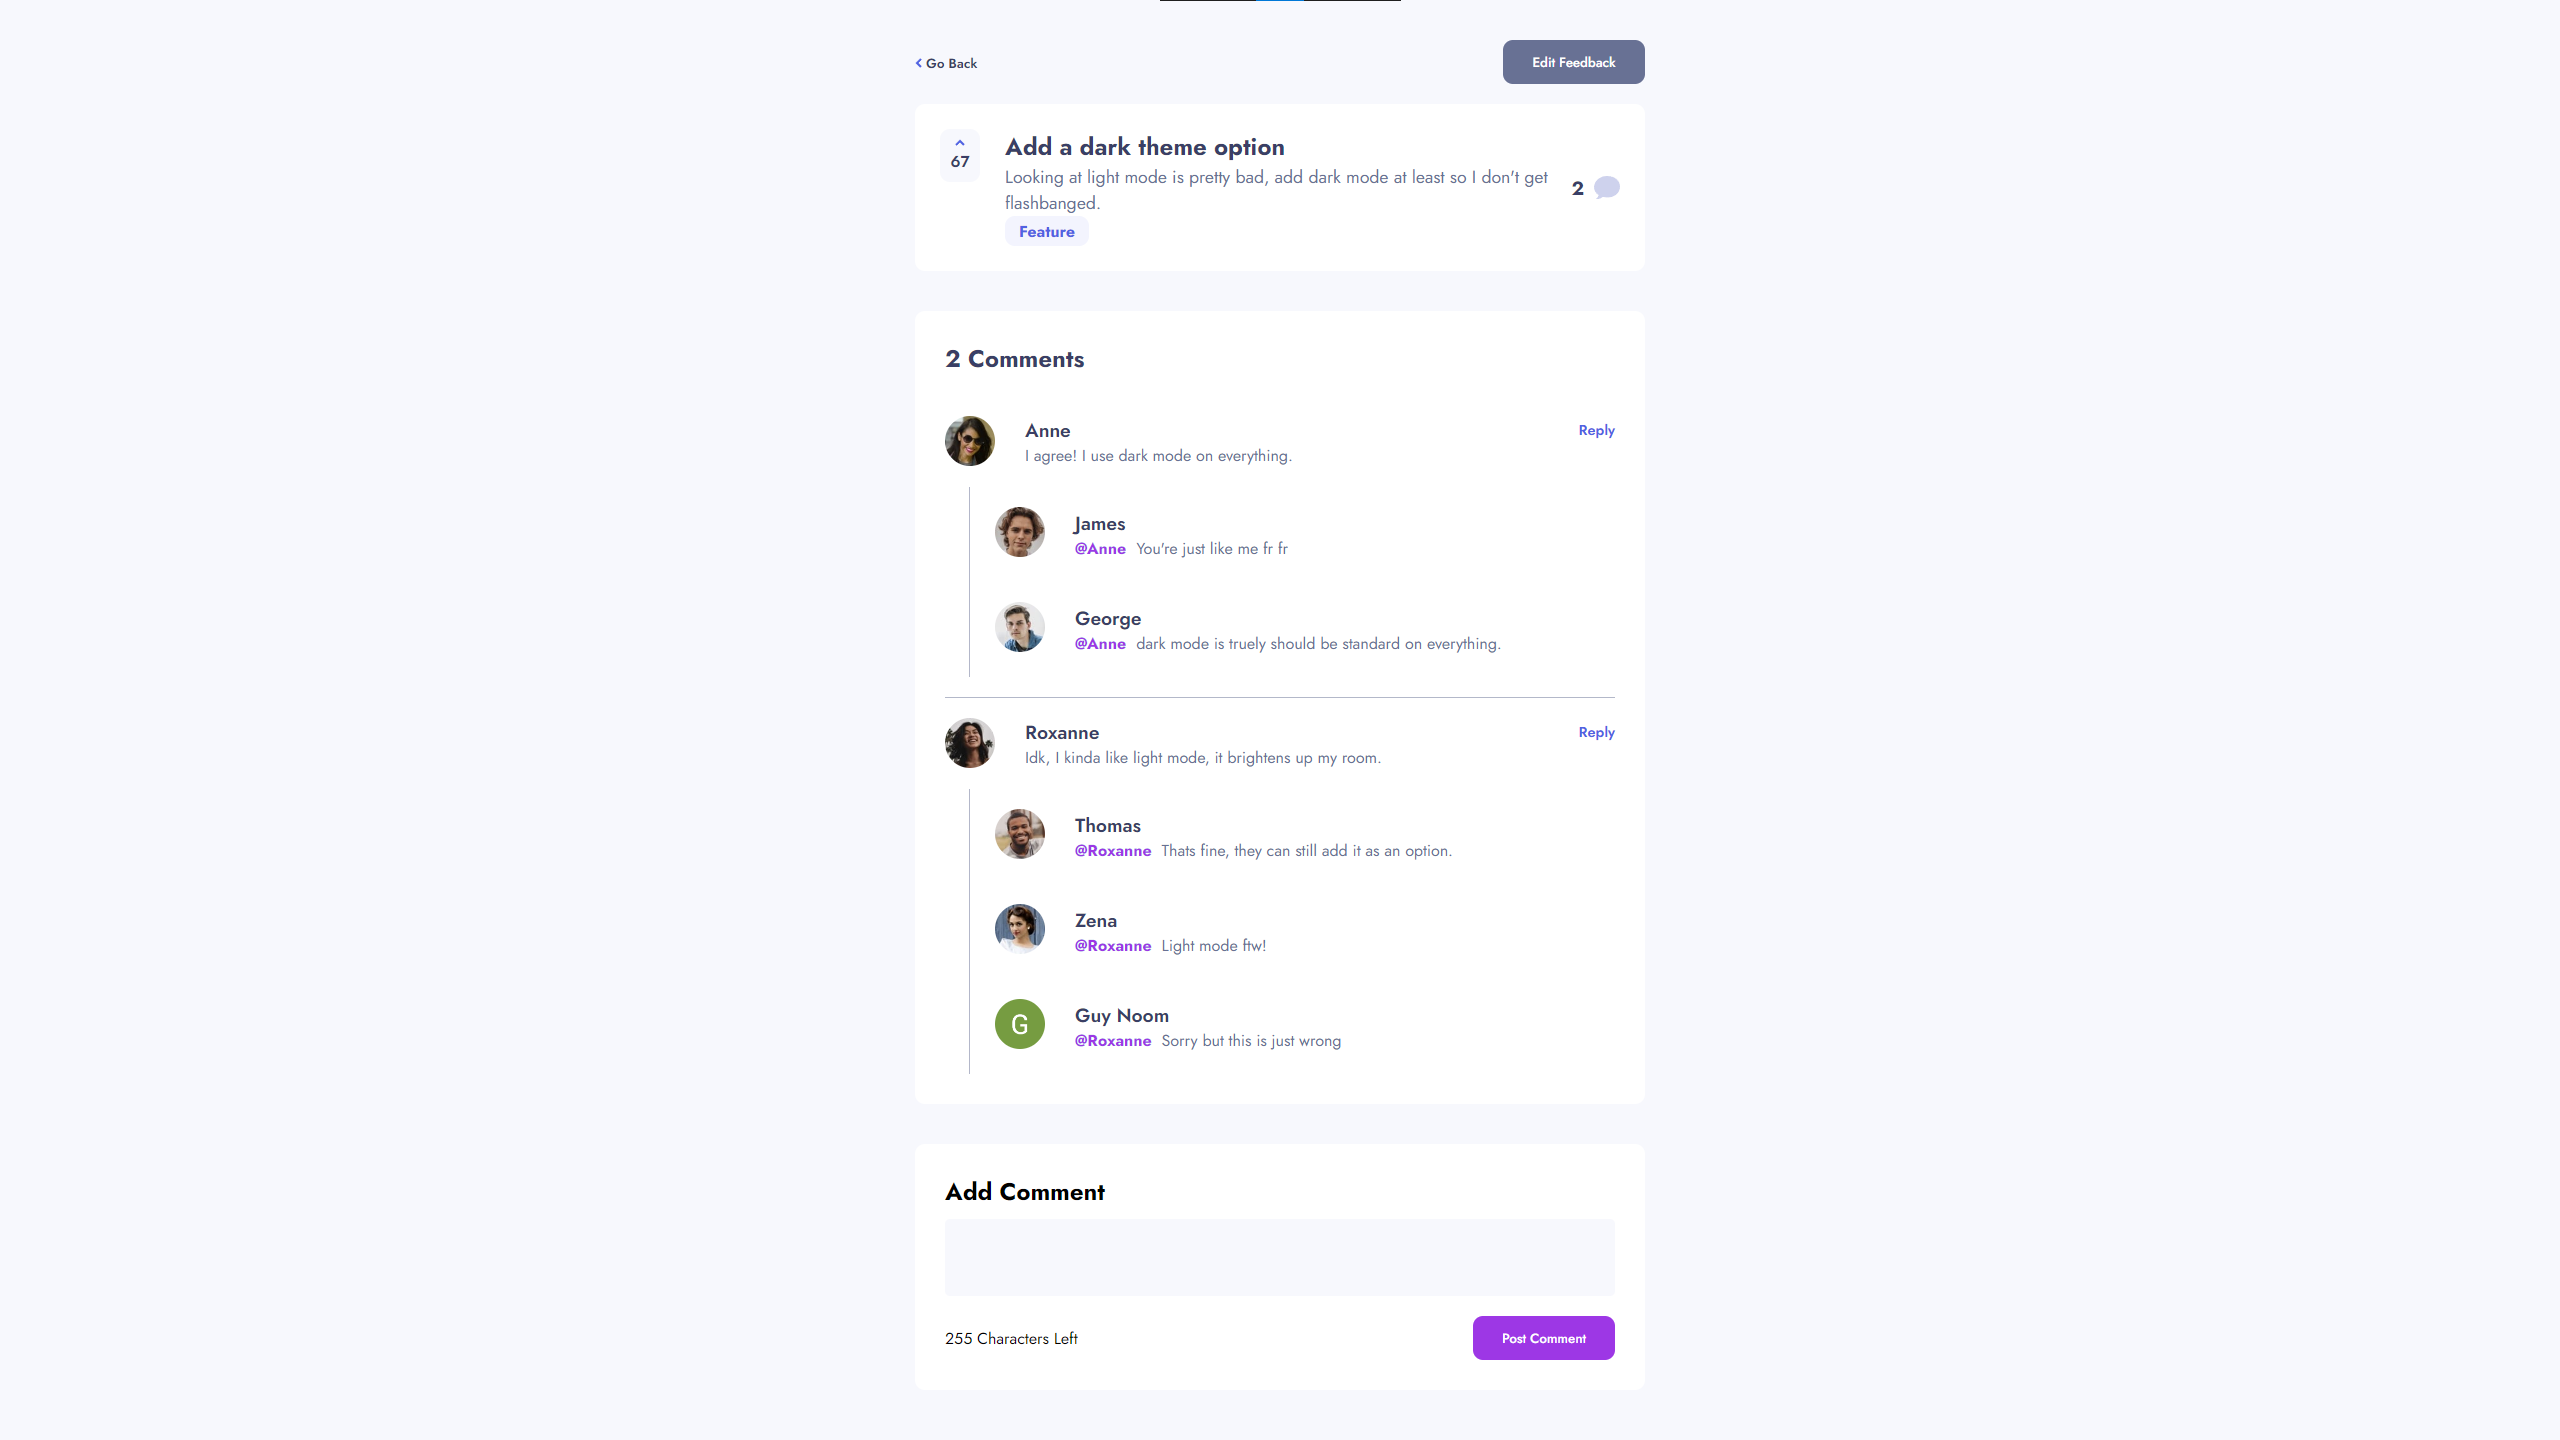 Go Back
Edit Feedback
67
Add a dark theme option
Looking at light mode is pretty bad, add dark mode at least so I don't get
flashbanged.
2
Feature
2 Comments
Anne
Reply
I agree! I use dark mode on everything.
James
@Anne You're just like me fr fr
George
@Anne dark mode is truely should be standard on everything.
Roxanne
Reply
Idk, I kinda like light mode, it brightens up my room.
Thomas
@Roxanne Thats fine, they can still add it as an option.
Zena
@Roxanne Light mode ftw!
G
Guy Noom
@Roxanne Sorry but this is just wrong
Add Comment
255 Characters Left
Post Comment